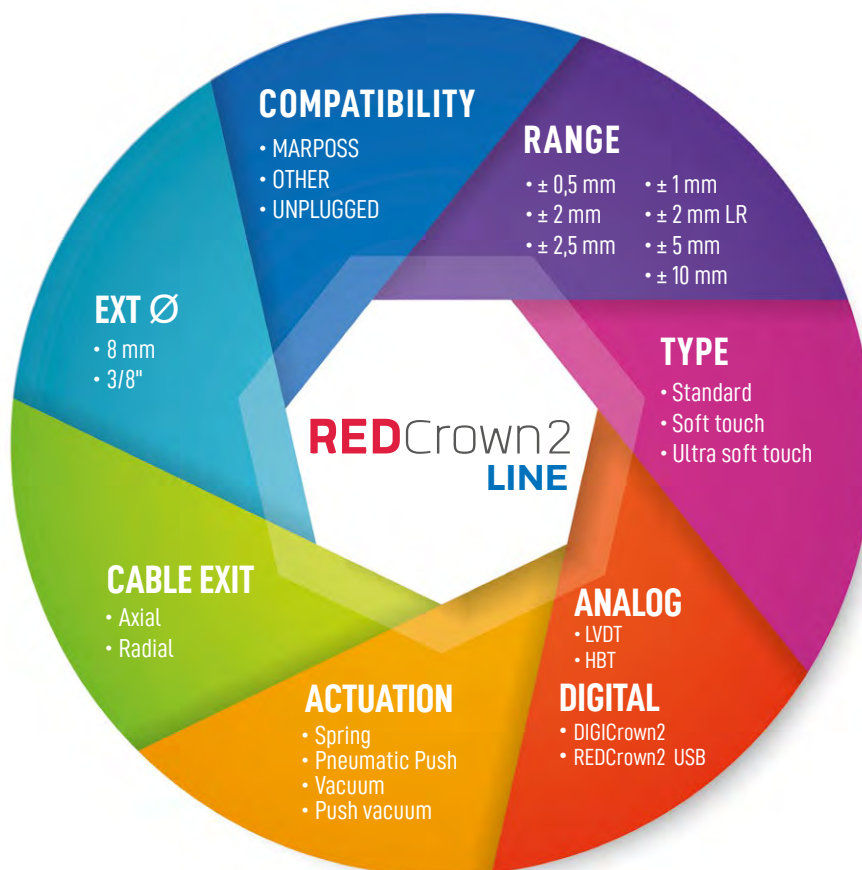 COMPATIBILITY
• MARPOSS
• OTHER
• UNPLUGGED
RANGE
• ± 0,5 mm • ± 1 mm
• ± 2 mm • ± 2 mm LR
• ± 2,5 mm • ± 5 mm
• ± 10 mm
EXT Ø
• 8 mm
• 3/8"
TYPE
• Standard
• Soft touch
• Ultra soft touch
REDCrown2
LINE
CABLE EXIT
• Axial
• Radial
ANALOG
• LVDT
• HBT
DIGITAL
• DIGICrown2
• REDCrown2 USB
ACTUATION
• Spring
• Pneumatic Push
• Vacuum
• Push vacuum